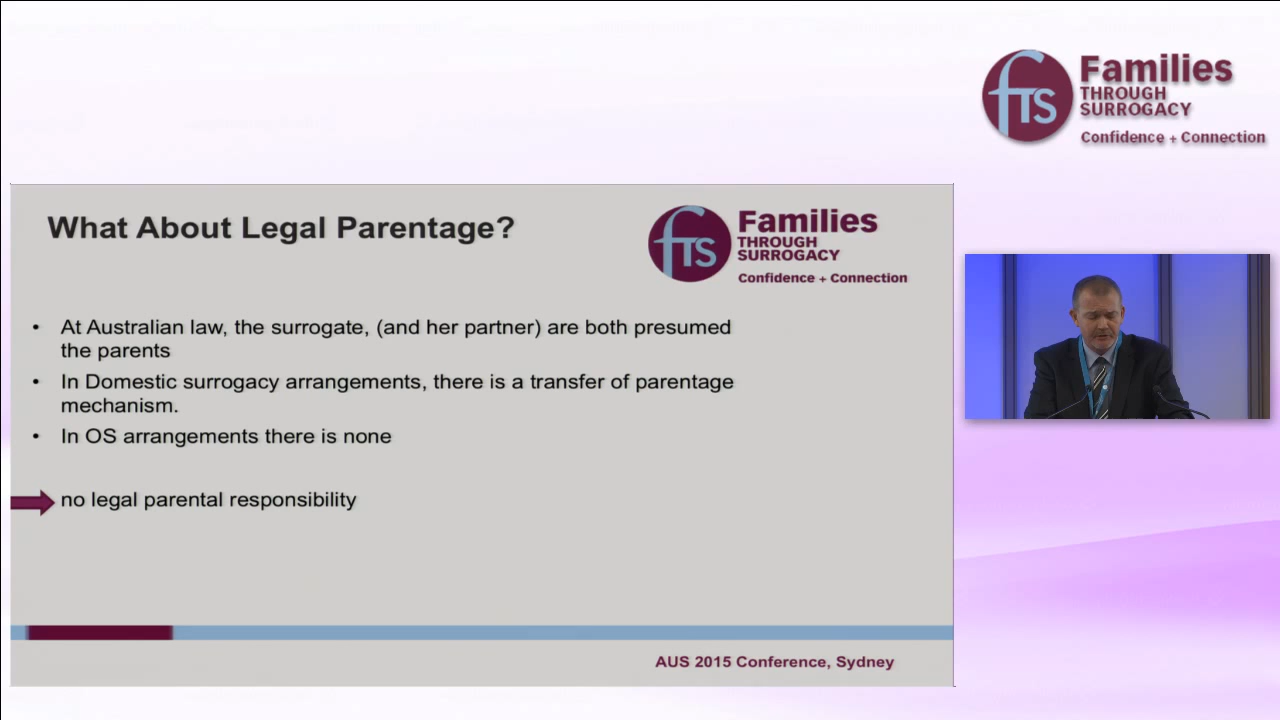 Families
THROUGH
SURROGACY
Confidence + Connection
fTS
What About Legal Parentage?
fTS
Families
THROUGH
SURROGACY
Confidence + Connection
• At Australian law, the surrogate, (and her partner) are both presumed
the parents
• In Domestic surrogacy arrangements, there is a transfer of parentage
mechanism.
• In OS arrangements there is none
no legal parental responsibility
AUS 2015 Conference, Sydney